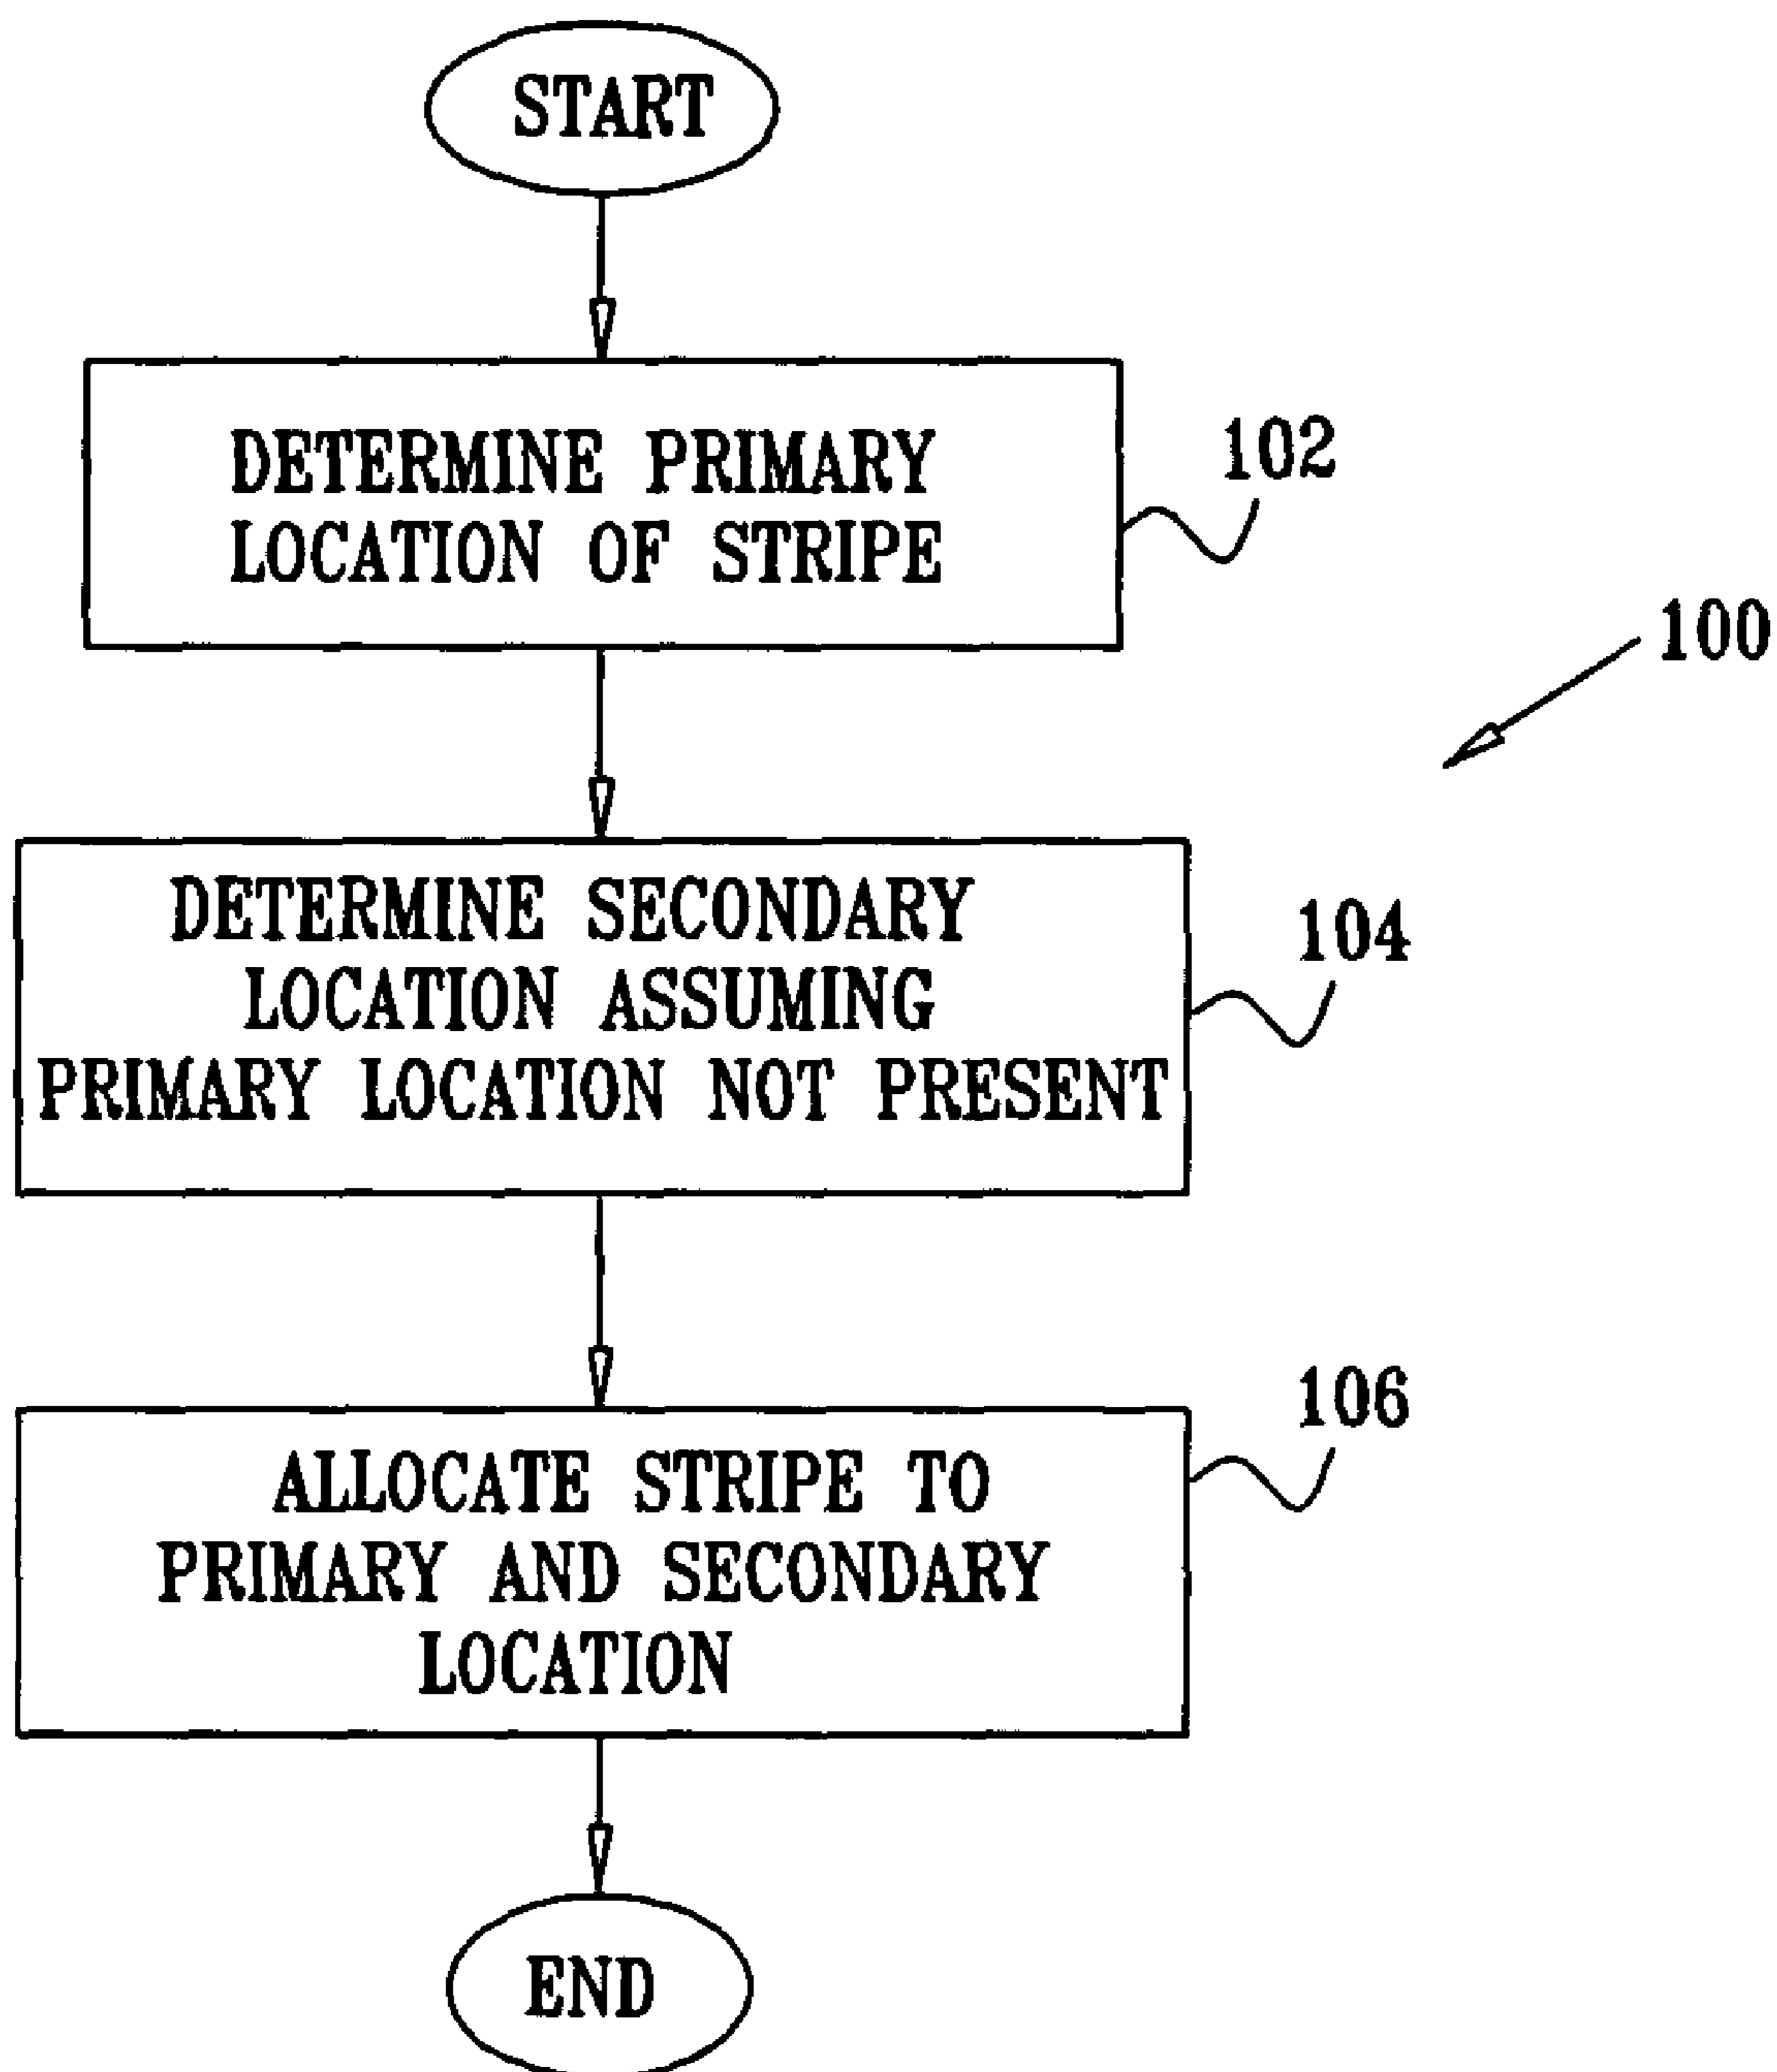 START
DETERMINE PRIMARY
LOCATION OF STRIPE
102
100
DETERMINE SECONDARY
LOCATION ASSUMING
PRIMARY LOCATION NOT PRESENT
104
ALLOCATE STRIPE TO
PRIMARY AND SECONDARY
LOCATION
106
END